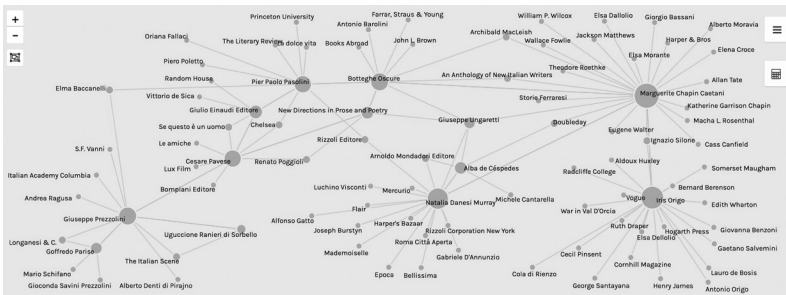 +
−
Princeton University
Farrar, Straus & Young
William P. Wilcox
Elsa Dallolio
Giorgio Bassani
Antonio Barolini
Alberto Moravia
Archibald MacLeish
Oriana Fallaci
Jackson Matthews
Harper & Bros
The Literary Review
La dolce vita
Books Abroad
John L. Brown
Wallace Fowlie
Elena Croce
Elsa Morante
Piero Poletto
Theodore Roethke
Random House
Pier Paolo Pasolini
Botteghe Oscure
An Anthology of New Italian Writers
Allan Tate
Elma Baccanelli
Marguerite Chapin Caetani
Vittorio de Sica
Storie Ferraresi
Katherine Garrison Chapin
Giulio Einaudi Editore
New Directions in Prose and Poetry
Macha L. Rosenthal
Giuseppe Ungaretti
Doubleday
Se questo è un uomo
Chelsea
Eugene Walter
Rizzoli Editore
Ignazio Silone
Cass Canfield
Le amiche
S.F. Vanni
Arnoldo Mondadori Editore
Cesare Pavese
Renato Poggioli
Aldoux Huxley
Lux Film
Alba de Céspedes
Radcliffe College
Somerset Maugham
Italian Academy Columbia
Bompiani Editore
Luchino Visconti
Mercurio
Bernard Berenson
Michele Cantarella
Andrea Ragusa
Vogue
Iris Origo
Natalia Danesi Murray
Edith Wharton
Flair
War in Val D'Orcia
Giuseppe Prezzolini
Alfonso Gatto
Harper's Bazaar
Ruth Draper
Uguccione Ranieri di Sorbello
Joseph Burstyn
Rizzoli Corporation New York
Hogarth Press
Giovanna Benzoni
Longanesi & C.
Roma Città Aperta
Elsa Dellolio
Gaetano Salvemini
Goffredo Parise
Mademoiselle
Cecil Pinsent
Gabriele D'Annunzio
The Italian Scene
Cornhill Magazine
Mario Schifano
Epoca
Bellissima
Cola di Rienzo
Lauro de Bosis
Gioconda Savini Prezzolini
Alberto Denti di Pirajno
George Santayana
Henry James
Antonio Origo